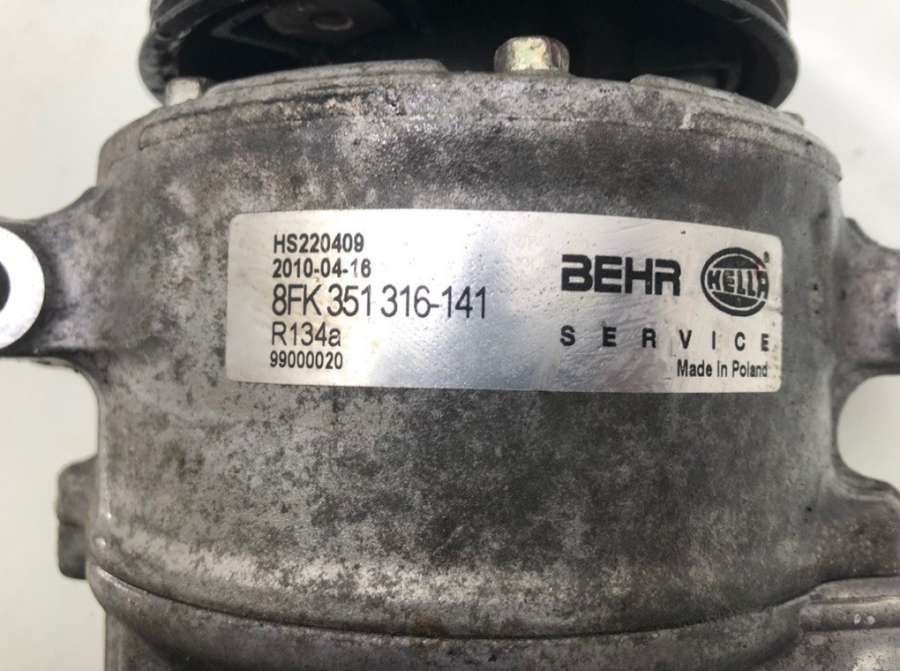 HS220409
2010-04-16
8FK 351 316-141
R134a
99000020
BEHR HELLA®
SERVICE
Made In Poland